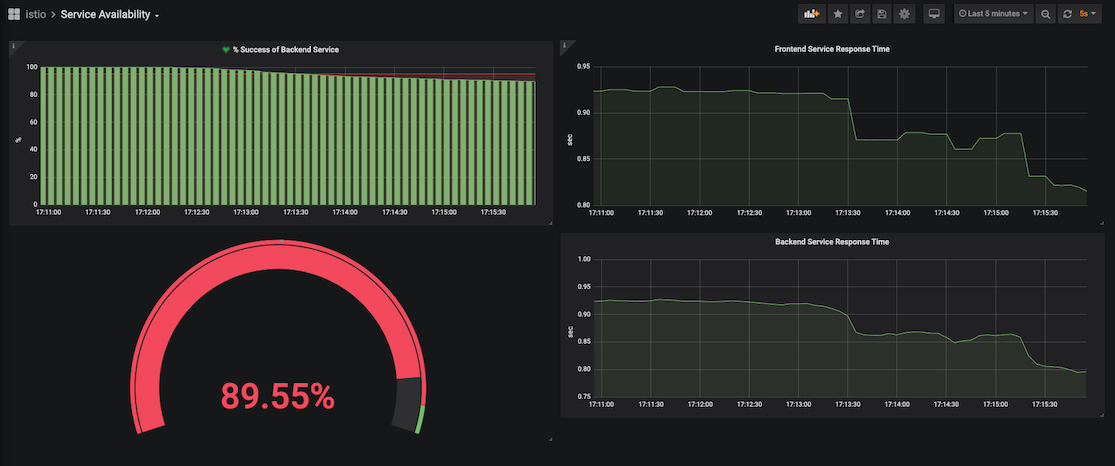 istio > Service Availability
Last 5 minutes
5s
i
% Success of Backend Service
100
80
60
40
20
0
%
17:11:00 17:11:30 17:12:00 17:12:30 17:13:00 17:13:30 17:14:00 17:14:30 17:15:00 17:15:30
i
Frontend Service Response Time
0.95
0.90
0.85
0.80
sec
17:11:00 17:11:30 17:12:00 17:12:30 17:13:00 17:13:30 17:14:00 17:14:30 17:15:00 17:15:30
89.55%
Backend Service Response Time
1.00
0.95
0.90
0.85
0.80
0.75
sec
17:11:00 17:11:30 17:12:00 17:12:30 17:13:00 17:13:30 17:14:00 17:14:30 17:15:00 17:15:30